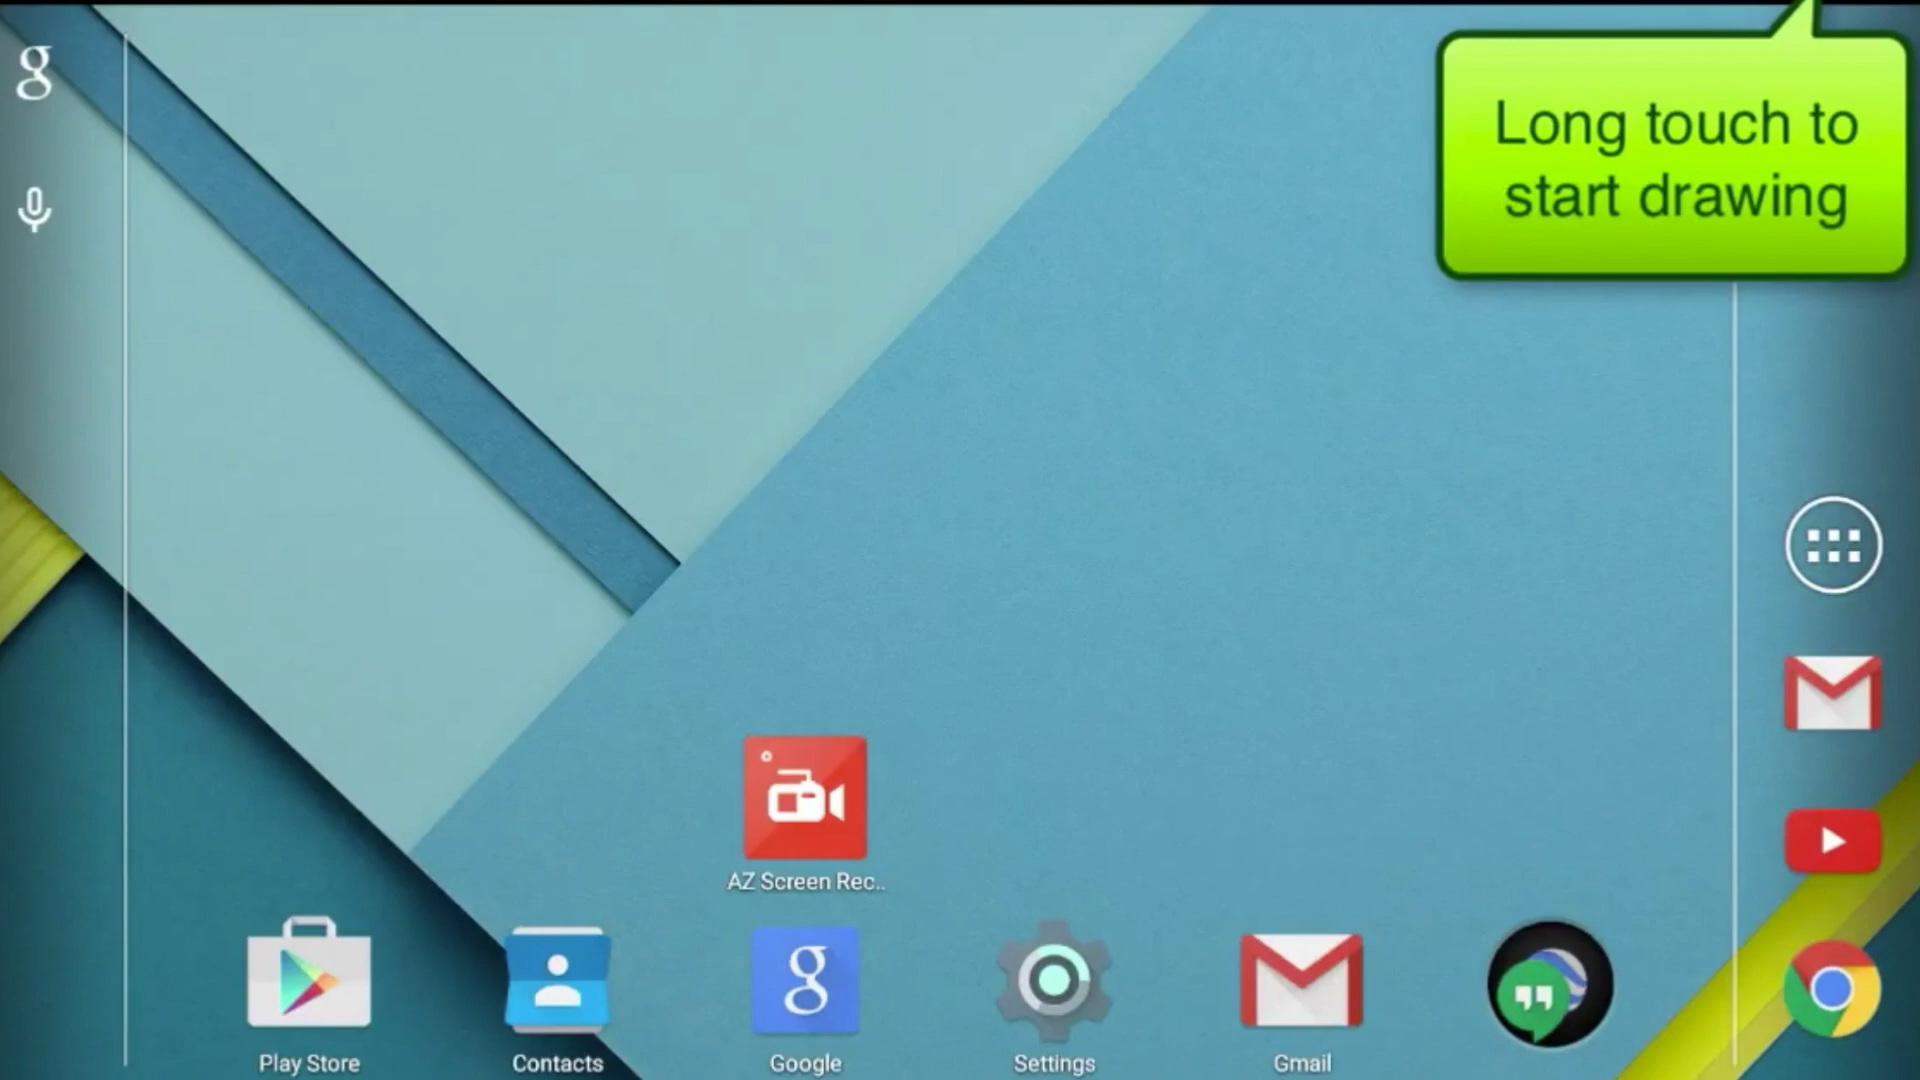 Long touch to
start drawing
AZ Screen Rec..
Play Store
Contacts
Google
Settings
Gmail